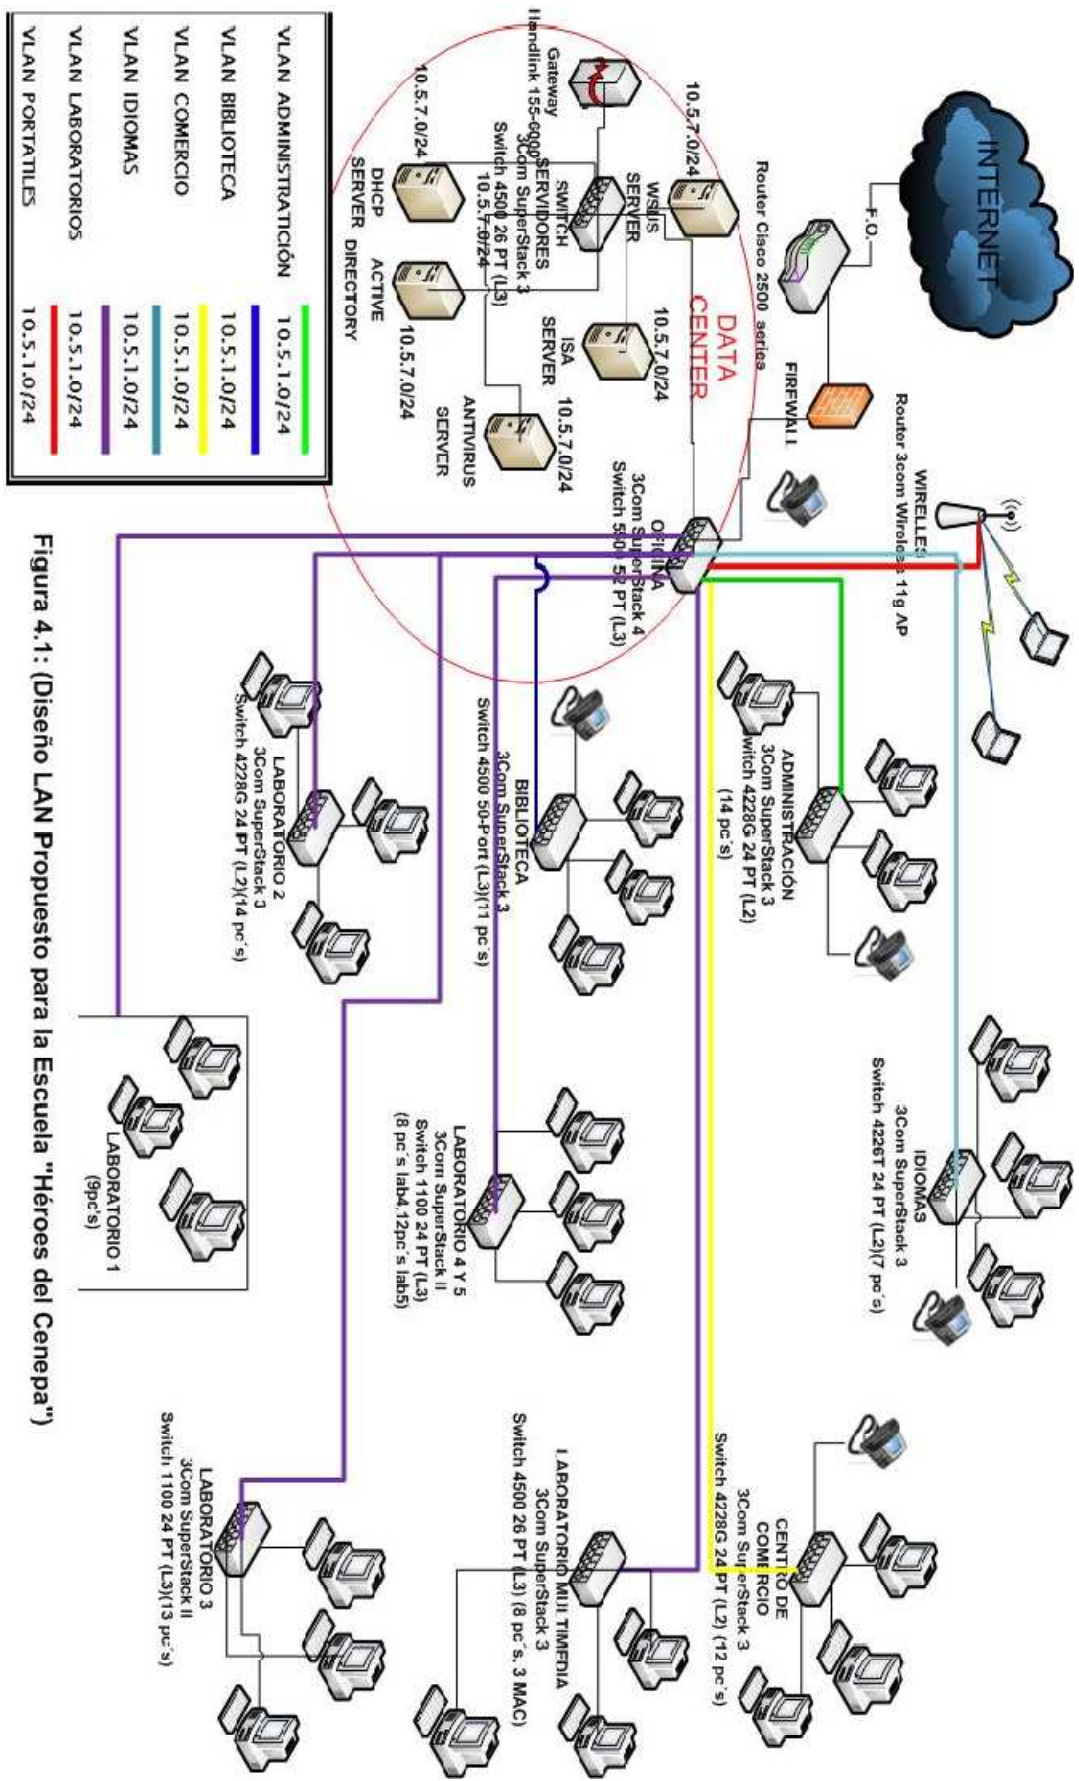 INTERNET
F.O.
Router Cisco 2500 series
FIRFWALL
WIRELLES
Router 3com Wireless 11g AP
DATA
CENTER
10.5.7.0/24
WSUS
SERVER
10.5.7.0/24
ISA
SERVER
Gateway
Handlink 155-6000
SWITCH
SERVIDORES
3Com SuperStack 3
Switch 4500 26 PT (L3)
10.5.7.0/24
10.5.7.0/24
DHCP
SERVER
ACTIVE
DIRECTORY
10.5.7.0/24
10.5.7.0/24
ANTIVIRUS
SERVER
OFICINA
3Com SuperStack 4
Switch 5500 52 PT (L3)
ADMINISTRACIÓN
3Com SuperStack 3
witch 4228G 24 PT (L2)
(14 pc's)
IDIOMAS
3Com SuperStack 3
Switch 4226T 24 PT (L2)(7 pc´s)
BIBLIOTECA
3Com SuperStack 3
Switch 4500 50-Port (L3)(11 pc´s)
LABORATORIO 4 Y 5
3Com SuperStack II
Switch 1100 24 PT (L3)
(8 pc´s lab4,12pc´s lab5)
CENTRO DE
COMERCIO
3Com SuperStack 3
Switch 4228G 24 PT (L2) (12 pc´s)
LABORATORIO MULTIMEDIA
3Com SuperStack 3
Switch 4500 26 PT (L3) (8 pc´s, 3 MAC)
LABORATORIO 2
3Com SuperStack 3
Switch 4228G 24 PT (L2)(14 pc´s)
LABORATORIO 1
(9pc's)
LABORATORIO 3
3Com SuperStack II
Switch 1100 24 PT (L3)(13 pc´s)
VLAN ADMINISTRATICIÓN 10.5.1.0/24
VLAN BIBLIOTECA 10.5.1.0/24
VLAN COMERCIO 10.5.1.0/24
VLAN IDIOMAS 10.5.1.0/24
VLAN LABORATORIOS 10.5.1.0/24
VLAN PORTATILES 10.5.1.0/24
Figura 4.1: (Diseño LAN Propuesto para la Escuela "Héroes del Cenepa")